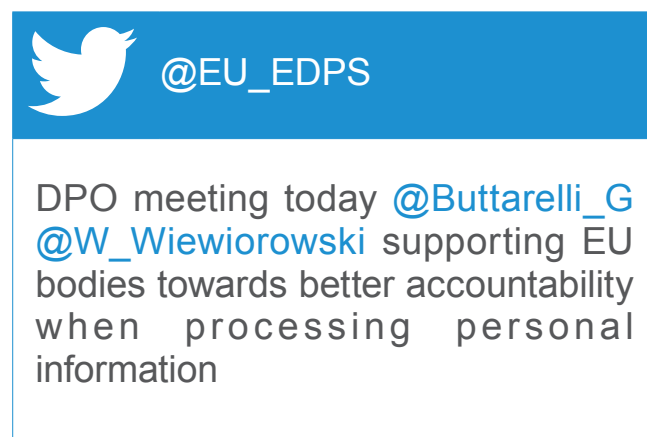 @EU_EDPS
DPO meeting today @Buttarelli_G
@W_Wiewiorowski supporting EU
bodies towards better accountability
when processing personal
information